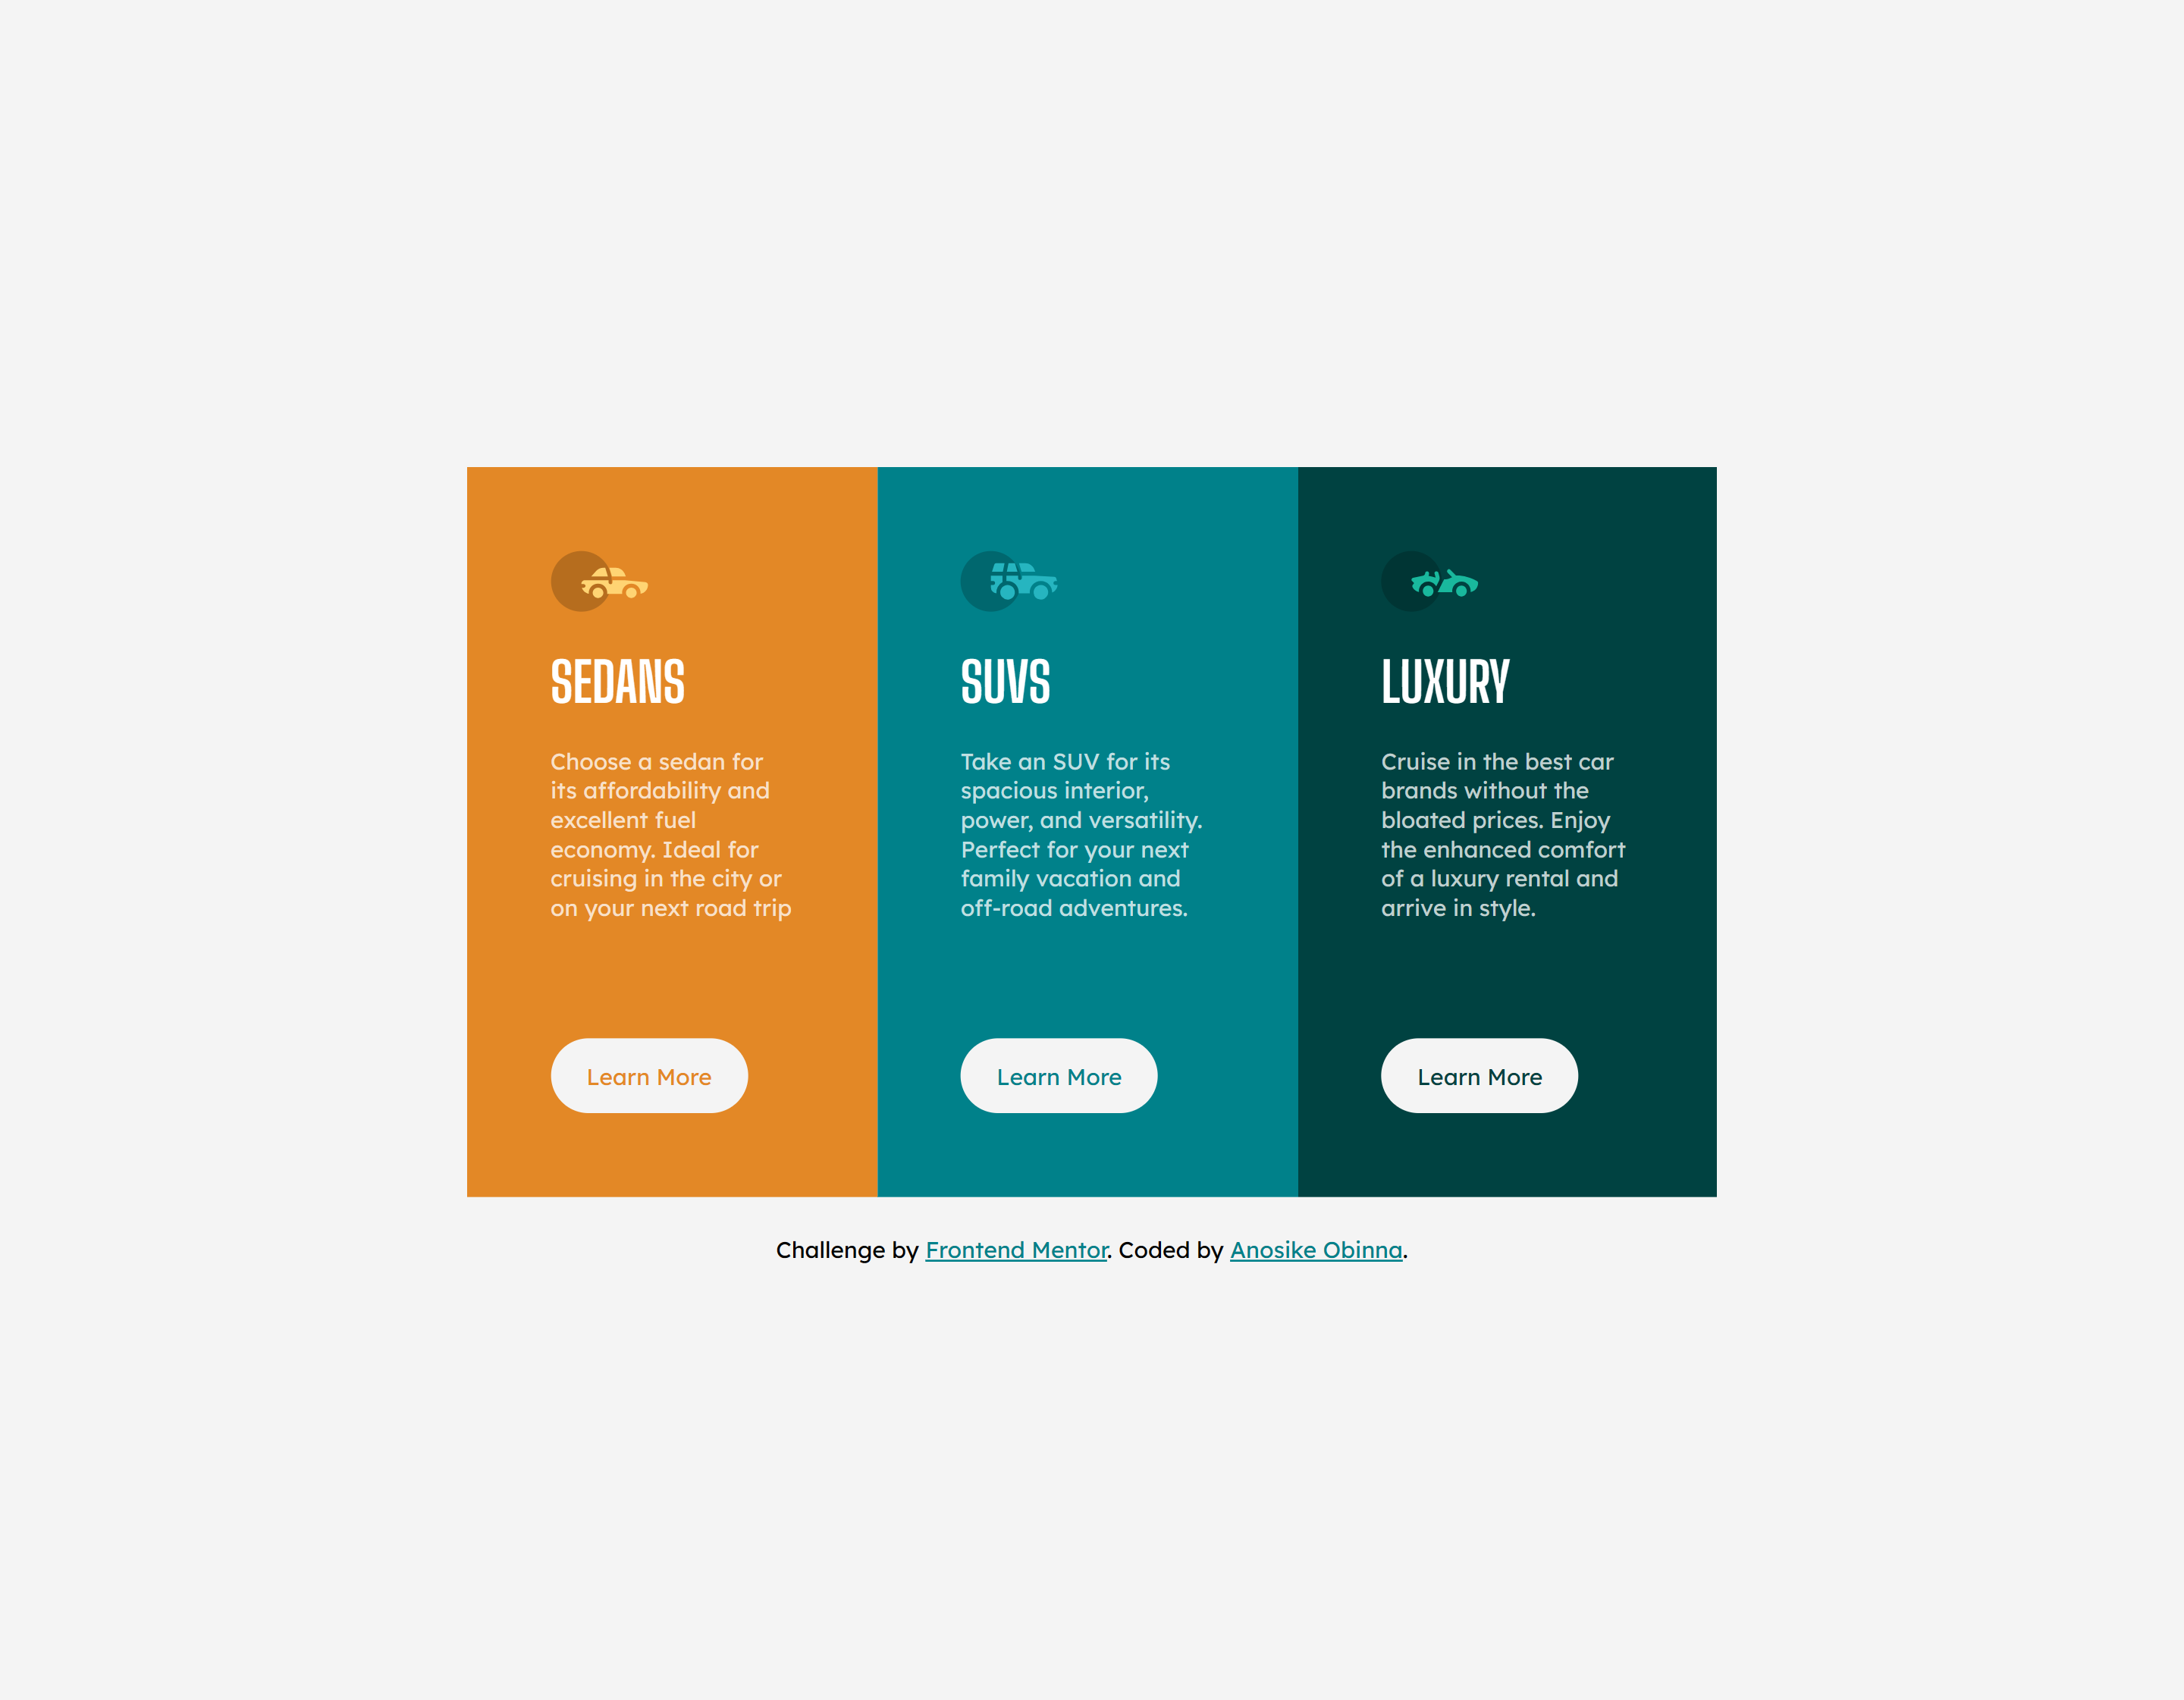 SEDANS
Choose a sedan for
its affordability and
excellent fuel
economy. Ideal for
cruising in the city or
on your next road trip
Learn More
SUVS
Take an SUV for its
spacious interior,
power, and versatility.
Perfect for your next
family vacation and
off-road adventures.
Learn More
LUXURY
Cruise in the best car
brands without the
bloated prices. Enjoy
the enhanced comfort
of a luxury rental and
arrive in style.
Learn More
Challenge by Frontend Mentor. Coded by Anosike Obinna.